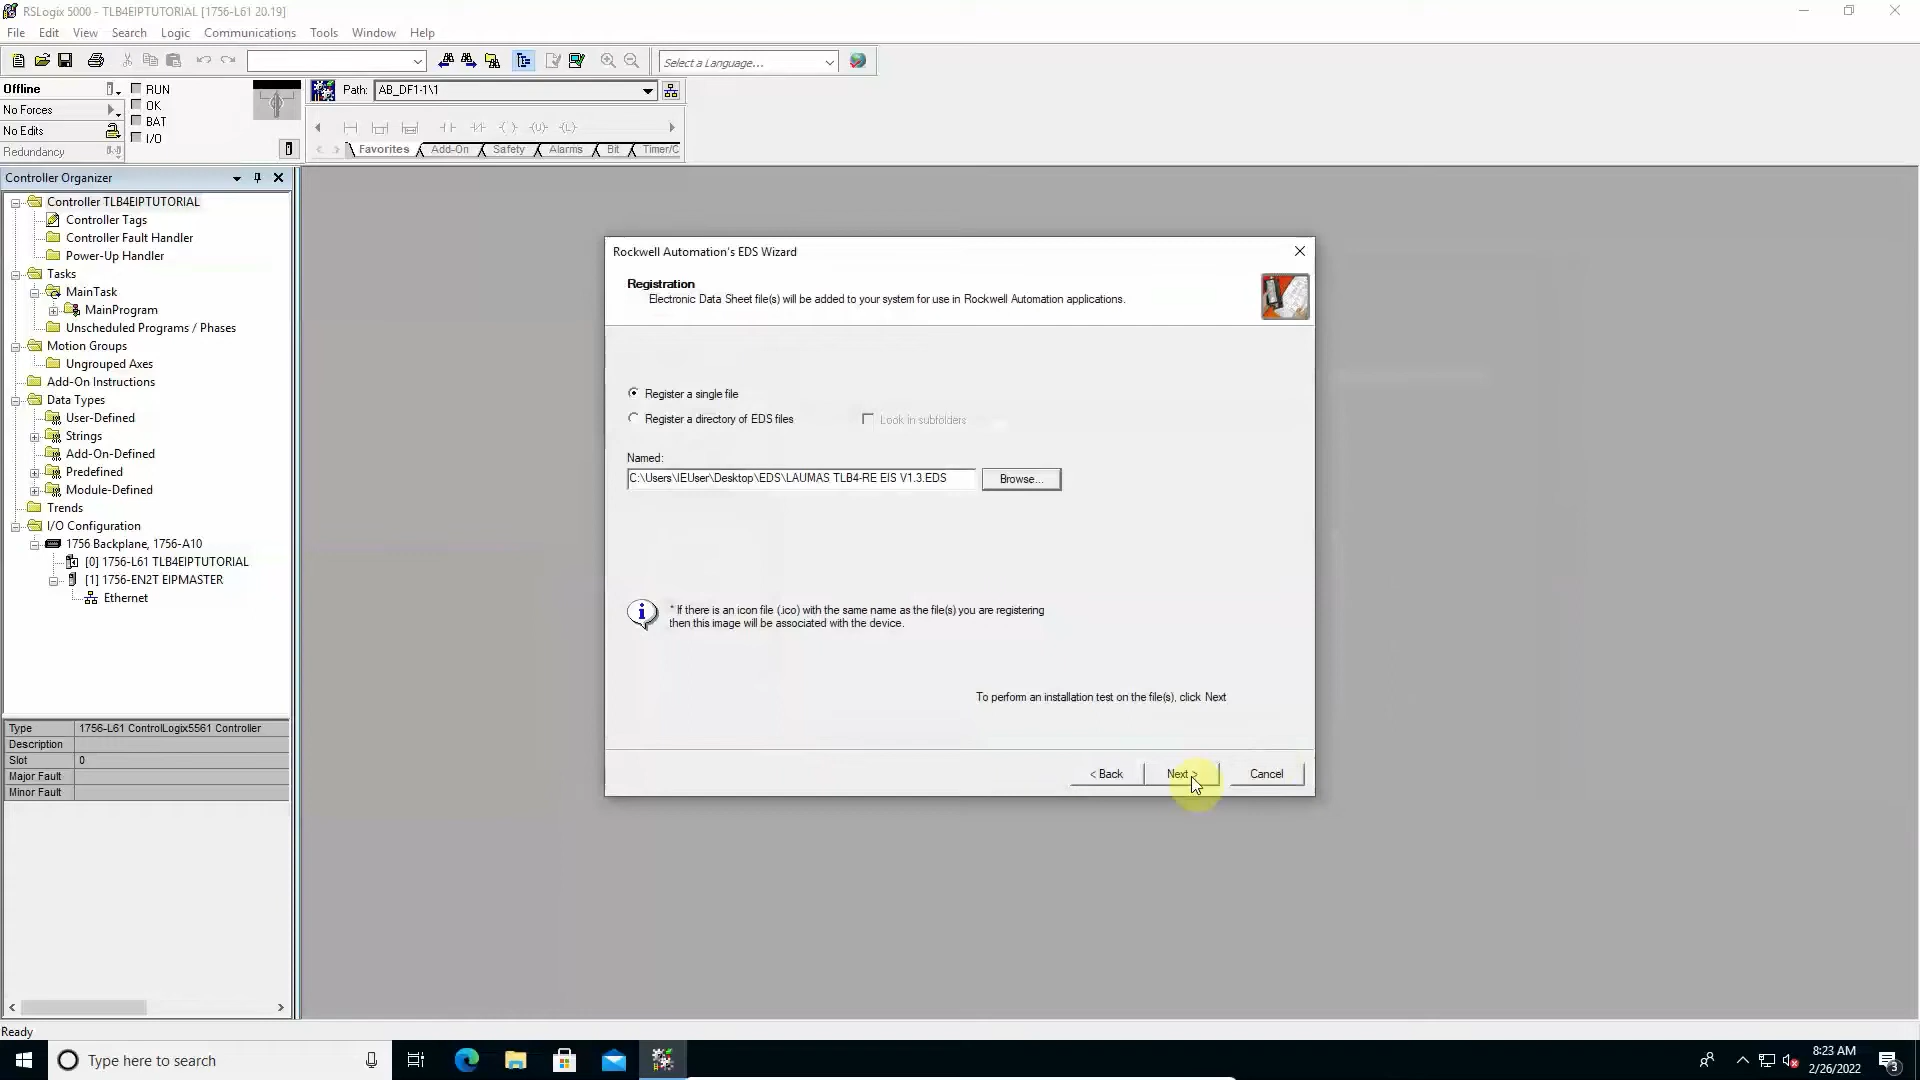 RSLogix 5000 - TLB4EIPTUTORIAL [1756-L61 20.19]
File Edit View Search Logic Communications Tools Window Help
Select a Language...
Offline
RUN
No Forces
OK
No Edits
BAT
Redundancy
I/O
Path: AB_DF1-1\1
Favorites Add-On Safety Alarms Bit Timer/C
Controller Organizer
Controller TLB4EIPTUTORIAL
Controller Tags
Controller Fault Handler
Power-Up Handler
Tasks
MainTask
MainProgram
Unscheduled Programs / Phases
Motion Groups
Ungrouped Axes
Add-On Instructions
Data Types
User-Defined
Strings
Add-On-Defined
Predefined
Module-Defined
Trends
I/O Configuration
1756 Backplane, 1756-A10
[0] 1756-L61 TLB4EIPTUTORIAL
[1] 1756-EN2T EIPMASTER
Ethernet
Type 1756-L61 ControlLogix5561 Controller
Description
Slot 0
Major Fault
Minor Fault
Rockwell Automation's EDS Wizard
Registration
Electronic Data Sheet file(s) will be added to your system for use in Rockwell Automation applications.
Register a single file
Register a directory of EDS files
Look in subfolders
Named:
C:\Users\IEUser\Desktop\EDS\LAUMAS TLB4-RE EIS V1.3.EDS
Browse...
* If there is an icon file (.ico) with the same name as the file(s) you are registering
then this image will be associated with the device.
To perform an installation test on the file(s), click Next
< Back Next > Cancel
Ready
Type here to search
8:23 AM
2/26/2022
3